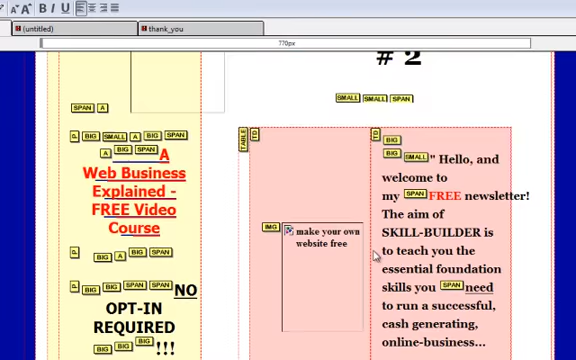 B I U
(untitled) thank_you
770px
# 2
SMALL SMALL SPAN
SPAN A
P BIG SMALL A BIG SPAN
A BIG SPAN A
Web Business
Explained -
FREE Video
Course
P BIG A BIG SPAN
P BIG BIG SPAN SPAN NO
OPT-IN
REQUIRED
BIG BIG BIG !!!
TABLE TD
IMG make your own
website free
TD BIG
BIG SMALL " Hello, and
welcome to
my SPAN FREE newsletter!
The aim of
SKILL-BUILDER is
to teach you the
essential foundation
skills you SPAN need
to run a successful,
cash generating,
online-business...